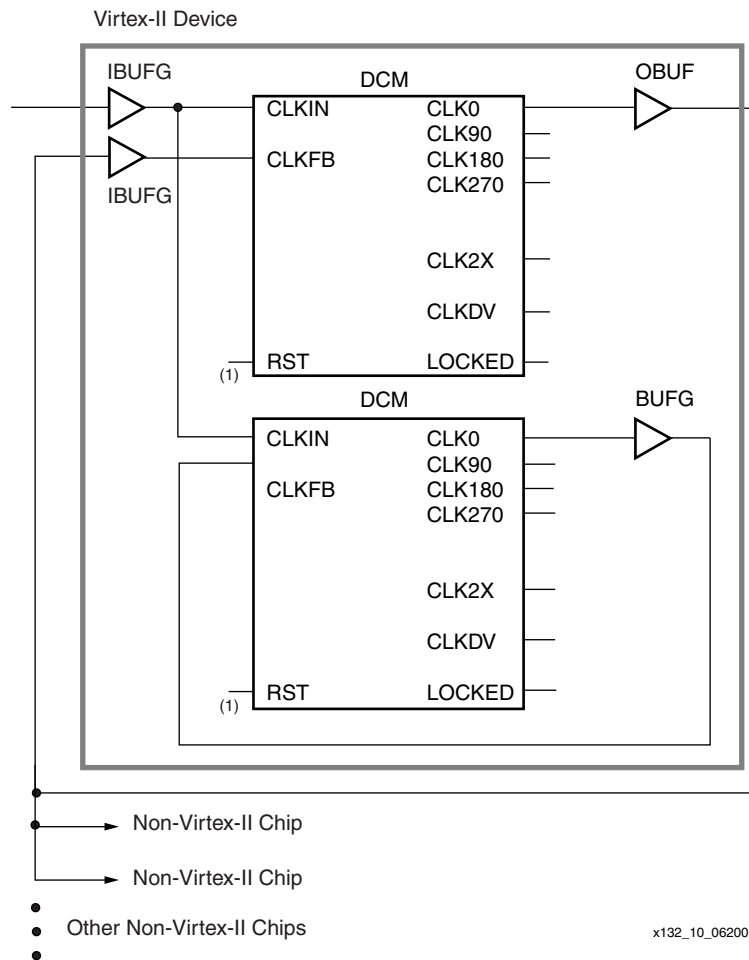 Virtex-II Device
IBUFG
DCM
OBUF
CLKIN
CLK0
CLK90
CLKFB
CLK180
IBUFG
CLK270
CLK2X
CLKDV
(1)
RST
LOCKED
DCM
BUFG
CLKIN
CLK0
CLK90
CLKFB
CLK180
CLK270
CLK2X
CLKDV
(1)
RST
LOCKED
Non-Virtex-II Chip
Non-Virtex-II Chip
Other Non-Virtex-II Chips
x132_10_06200